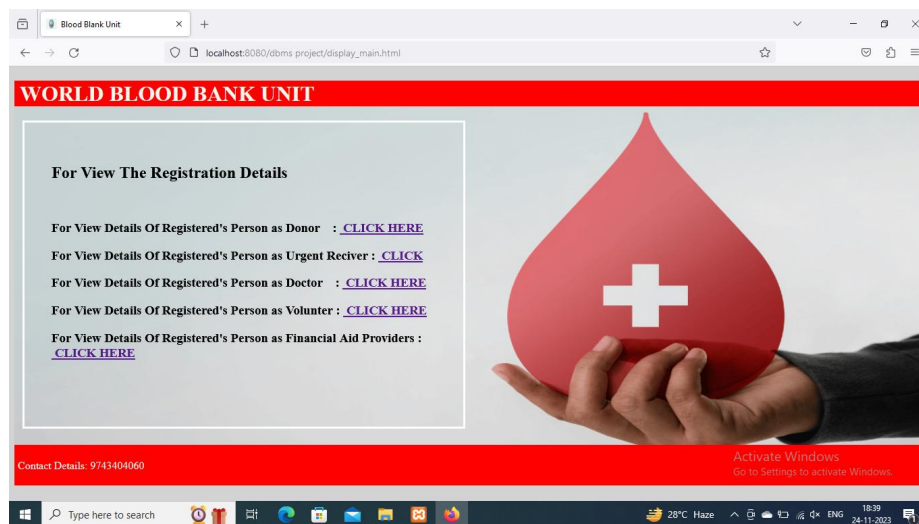 Blood Blank Unit
localhost:8080/dbms project/display_main.html
WORLD BLOOD BANK UNIT
For View The Registration Details
For View Details Of Registered's Person as Donor : CLICK HERE
For View Details Of Registered's Person as Urgent Reciver : CLICK
For View Details Of Registered's Person as Doctor : CLICK HERE
For View Details Of Registered's Person as Volunter : CLICK HERE
For View Details Of Registered's Person as Financial Aid Providers :
CLICK HERE
Contact Details: 9743404060
Activate Windows
Go to Settings to activate Windows.
Type here to search
28°C Haze
ENG
18:39
24-11-2023